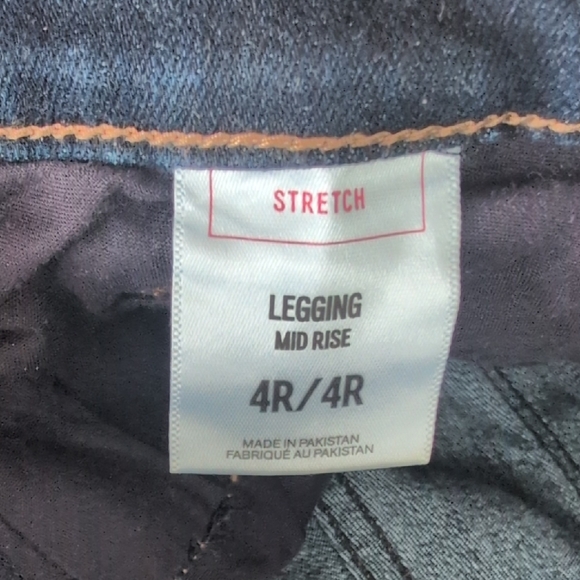 STRETCH
LEGGING
MID RISE
4R/4R
MADE IN PAKISTAN
FABRIQUÉ AU PAKISTAN